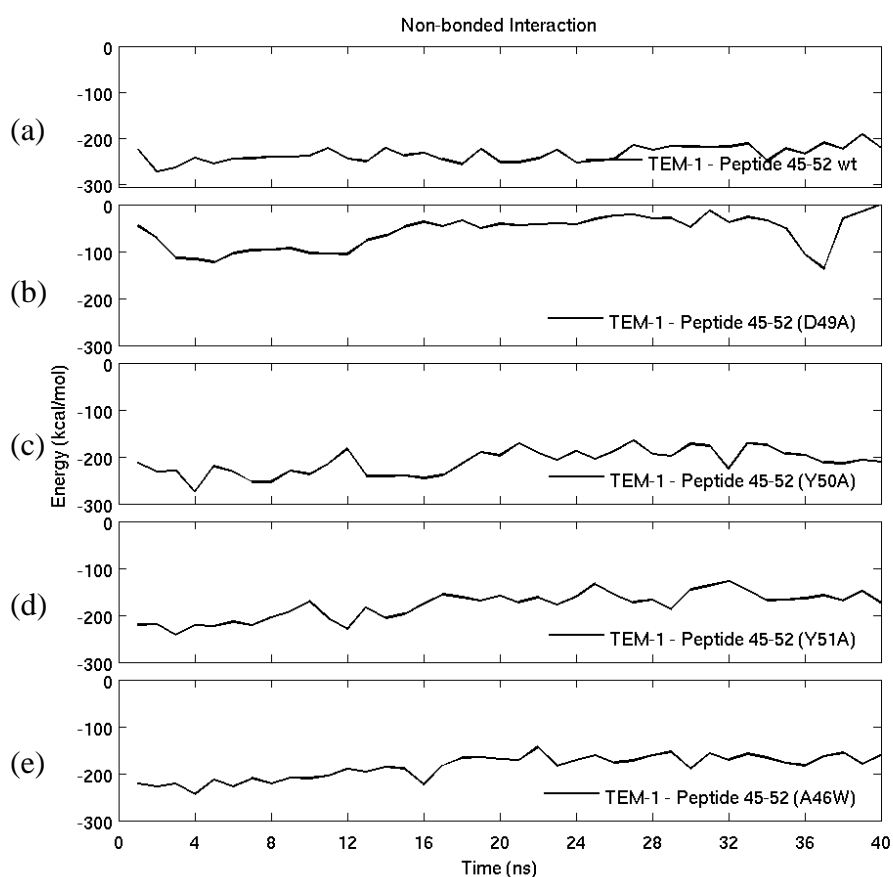 Non-bonded Interaction
(a)
0
-100
-200
-300
TEM-1 - Peptide 45-52 wt
(b)
0
-100
-200
-300
TEM-1 - Peptide 45-52 (D49A)
(c)
0
-100
-200
-300
TEM-1 - Peptide 45-52 (Y50A)
Energy (kcal/mol)
(d)
0
-100
-200
-300
TEM-1 - Peptide 45-52 (Y51A)
(e)
0
-100
-200
-300
TEM-1 - Peptide 45-52 (A46W)
0 4 8 12 16 20 24 28 32 36 40
Time (ns)